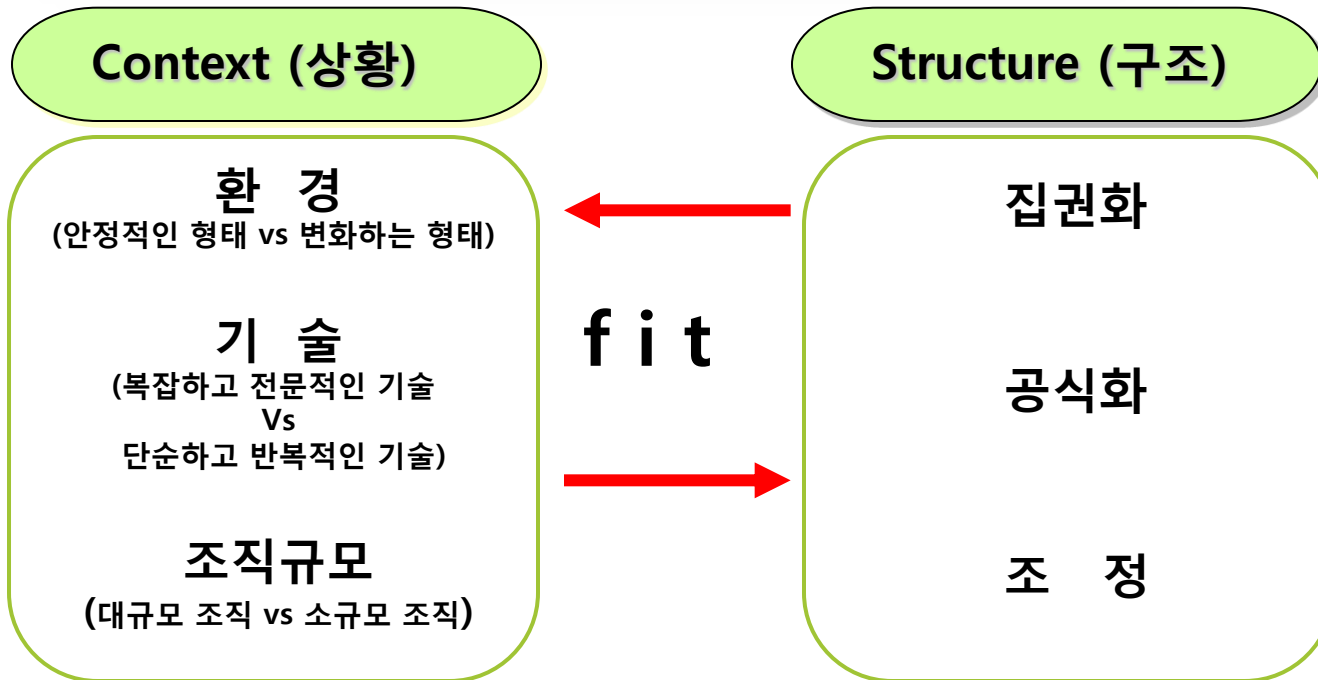 Context (상황)
환 경
(안정적인 형태 vs 변화하는 형태)
기 술
(복잡하고 전문적인 기술
Vs
단순하고 반복적인 기술)
조직규모
(대규모 조직 vs 소규모 조직)
f i t
Structure (구조)
집권화
공식화
조 정